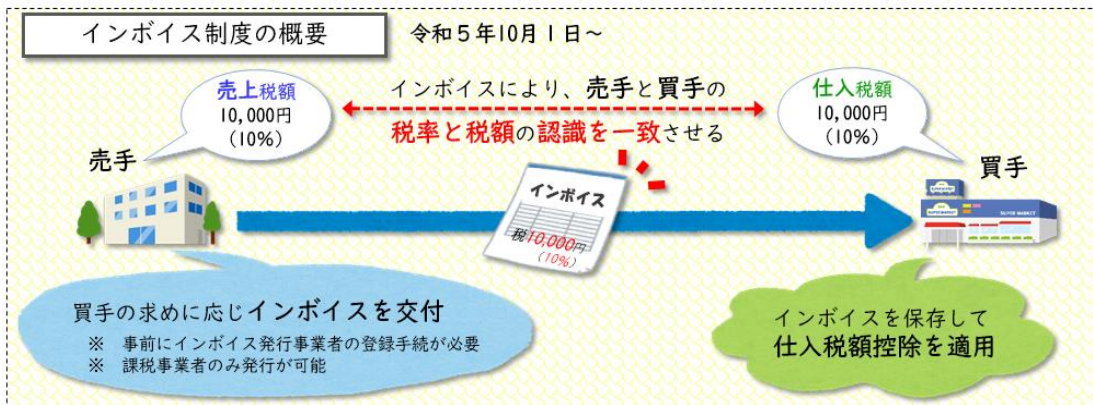 インボイス制度の概要
令和5年10月1日~
売上税額
10,000円
(10%)
インボイスにより、売手と買手の
税率と税額の認識を一致させる
仕入税額
10,000円
(10%)
売手
買手
インボイス
税10,000円
(10%)
SUPER MARKET
買手の求めに応じインボイスを交付
※ 事前にインボイス発行事業者の登録手続が必要
※ 課税事業者のみ発行が可能
インボイスを保存して
仕入税額控除を適用